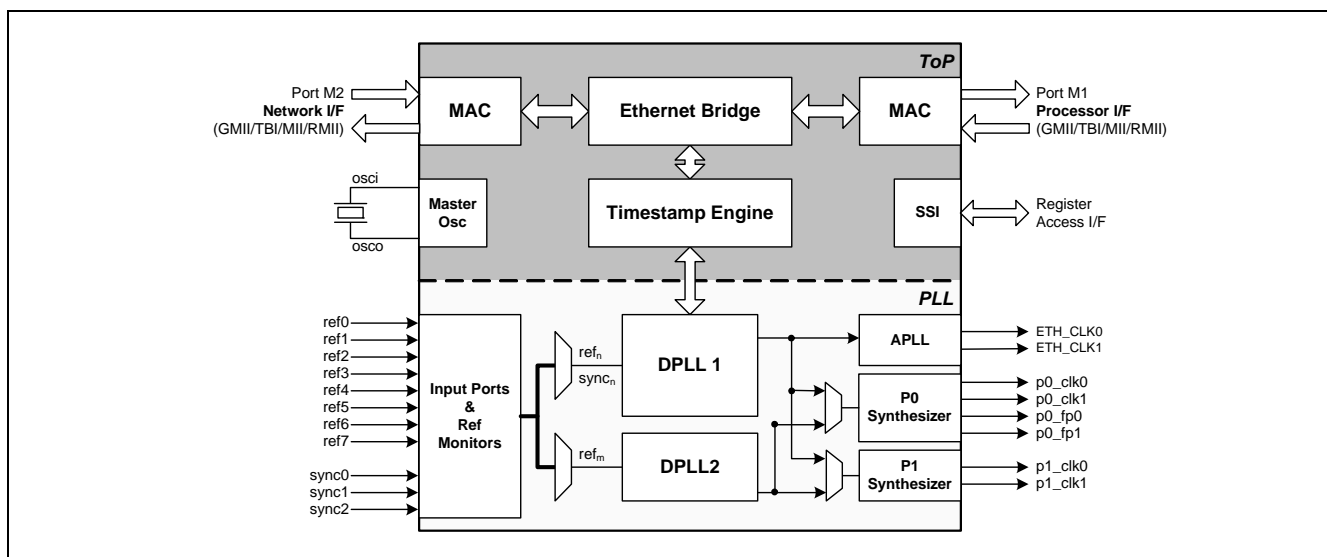 ToP
Port M2
Network I/F
(GMII/TBI/MII/RMII)
MAC
Ethernet Bridge
MAC
Port M1
Processor I/F
(GMII/TBI/MII/RMII)
osci
osco
Master
Osc
Timestamp Engine
SSI
Register
Access I/F
PLL
ref0
ref1
ref2
ref3
ref4
ref5
ref6
ref7
sync0
sync1
sync2
Input Ports
&
Ref
Monitors
refn
syncn
refm
DPLL 1
DPLL2
APLL
P0
Synthesizer
P1
Synthesizer
ETH_CLK0
ETH_CLK1
p0_clk0
p0_clk1
p0_fp0
p0_fp1
p1_clk0
p1_clk1